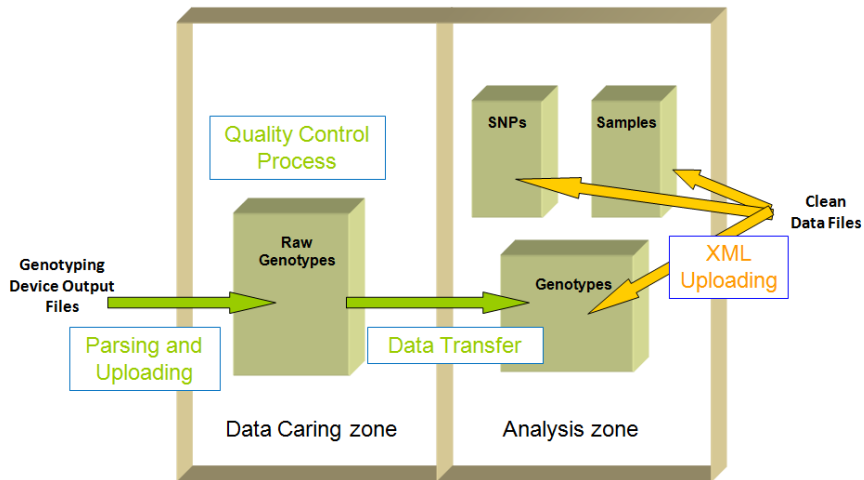 SNPs
Samples
Quality Control
Process
Clean
Data Files
Raw
Genotypes
XML
Uploading
Genotyping
Device Output
Files
Genotypes
Parsing and
Uploading
Data Transfer
Data Caring zone
Analysis zone